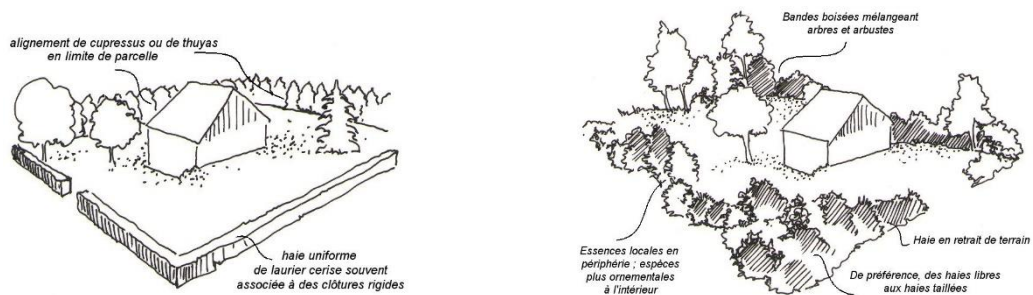 alignement de cupressus ou de thuyas
en limite de parcelle
haie uniforme
de laurier cerise souvent
associée à des clôtures rigides
Bandes boisées mélangeant
arbres et arbustes
Essences locales en
périphérie ; espèces
plus ornementales
à l'intérieur
Haie en retrait de terrain
De préférence, des haies libres
aux haies taillées